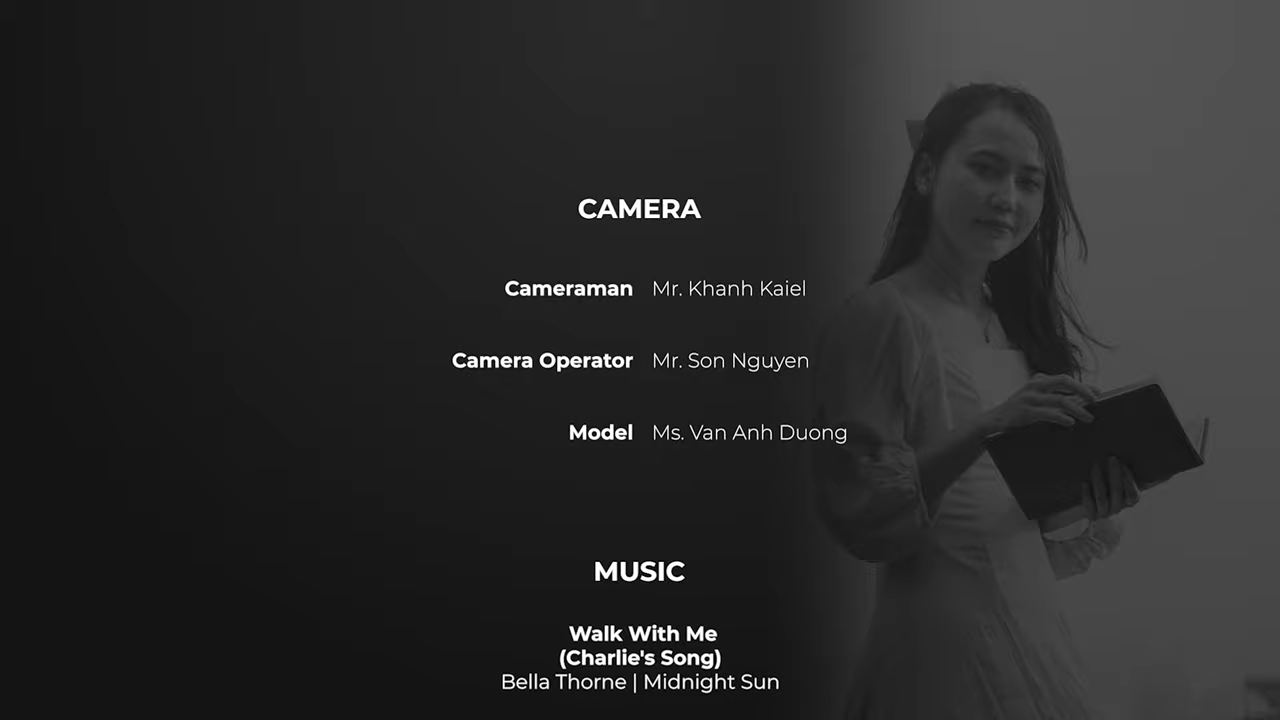 CAMERA
Cameraman Mr. Khanh Kaiel
Camera Operator Mr. Son Nguyen
Model Ms. Van Anh Duong
MUSIC
Walk With Me
(Charlie's Song)
Bella Thorne | Midnight Sun